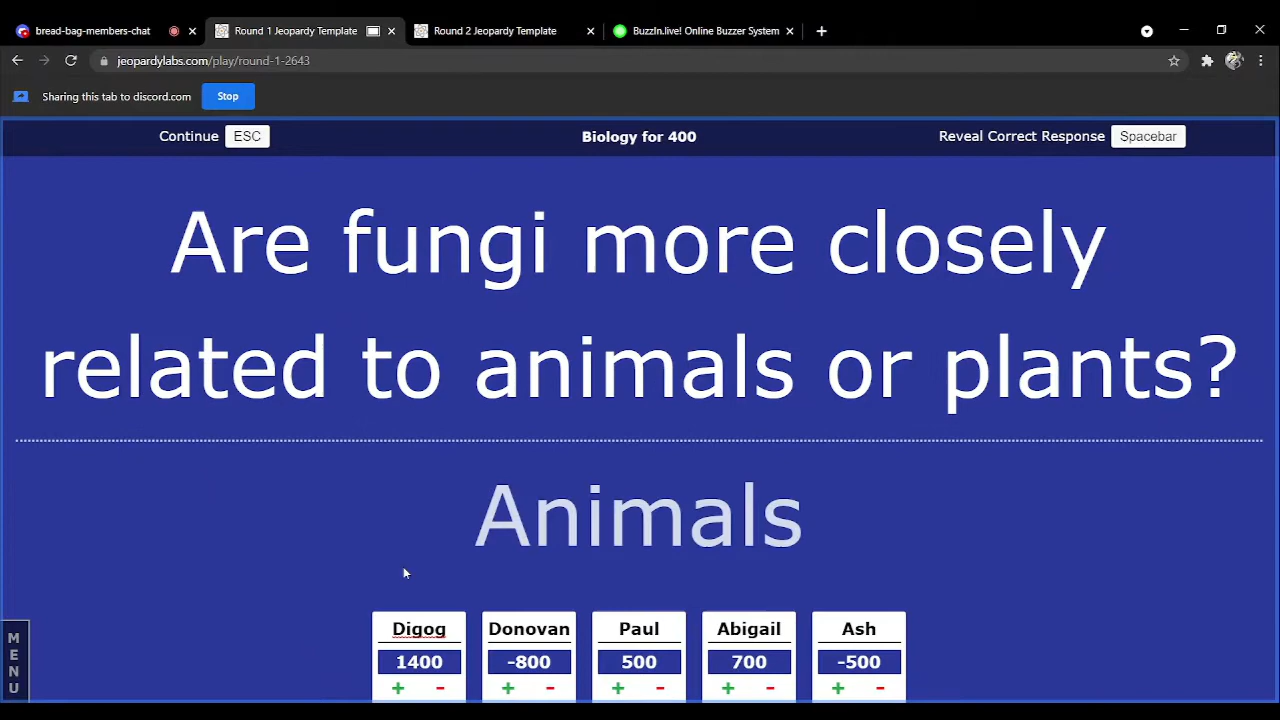 bread-bag-members-chat
Round 1 Jeopardy Template
Round 2 Jeopardy Template
BuzzIn.live! Online Buzzer System
jeopardylabs.com/play/round-1-2643
Sharing this tab to discord.com
Stop
Continue ESC
Biology for 400
Reveal Correct Response Spacebar
Are fungi more closely
related to animals or plants?
Animals
MENU
Digog Donovan Paul Abigail Ash
1400 -800 500 700 -500
+ - + - + - + - + -